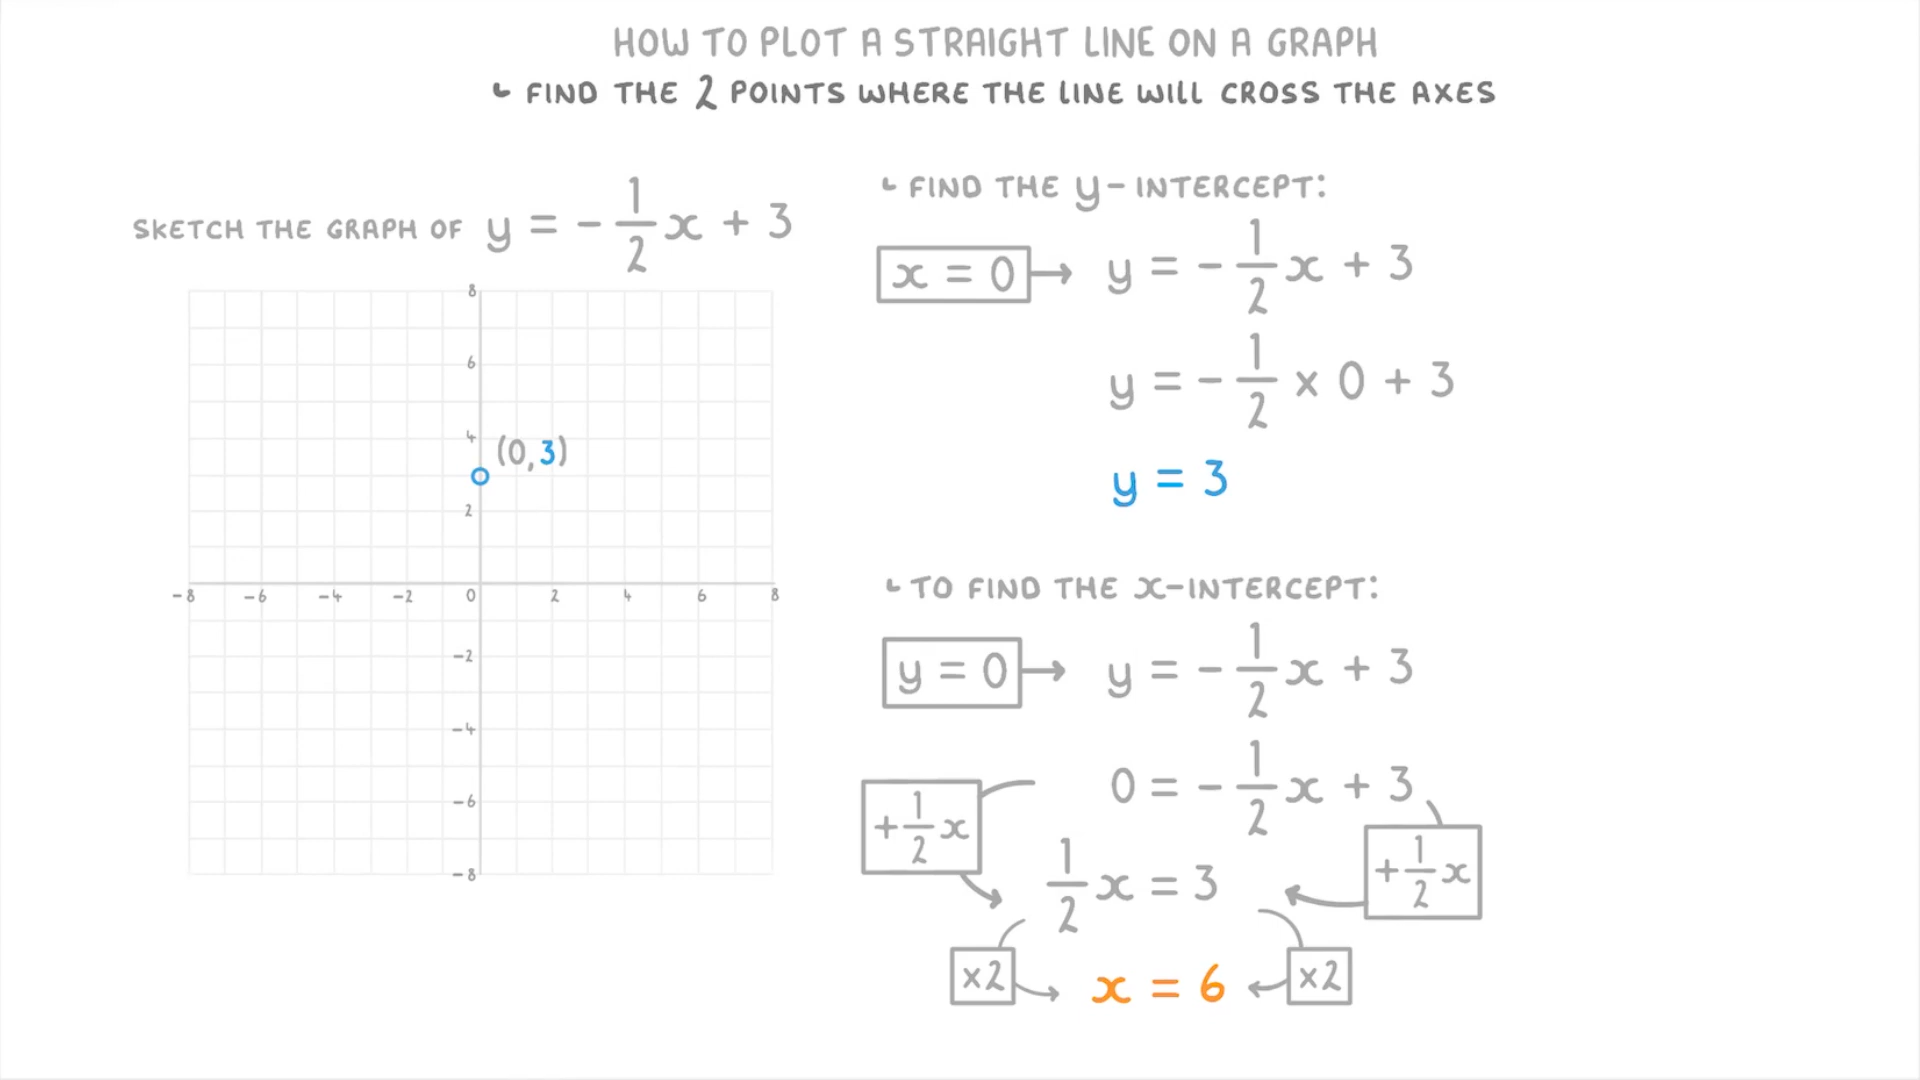 HOW TO PLOT A STRAIGHT LINE ON A GRAPH
↳ FIND THE 2 POINTS WHERE THE LINE WILL CROSS THE AXES
SKETCH THE GRAPH OF y = - 1/2 x + 3
8
6
4
(0, 3)
2
-8 -6 -4 -2 0 2 4 6 8
-2
-4
-6
-8
↳ FIND THE y-INTERCEPT:
x = 0 → y = - 1/2 x + 3
y = - 1/2 × 0 + 3
y = 3
↳ TO FIND THE x-INTERCEPT:
y = 0 → y = - 1/2 x + 3
0 = - 1/2 x + 3
+ 1/2 x
+ 1/2 x
1/2 x = 3
×2 x = 6 ×2